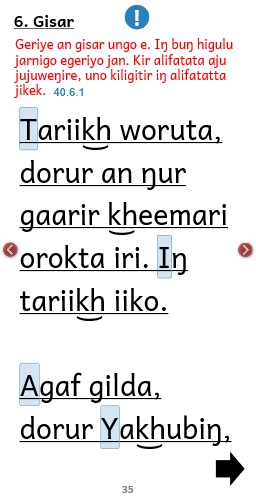 6. Gisar
!
Geriye an gisar ungo e. Iŋ buŋ higulu
jarnigo egeriyo jan. Kir alifatata aju
jujuweŋire, uno kiligitir iŋ alifatatta
jikek. 40.6.1
Tariikh woruta,
dorur an ŋur
gaarir kheemari
orokta iri. Iŋ
tariikh iiko.
Agaf gilda,
dorur Yakhubiŋ,
35